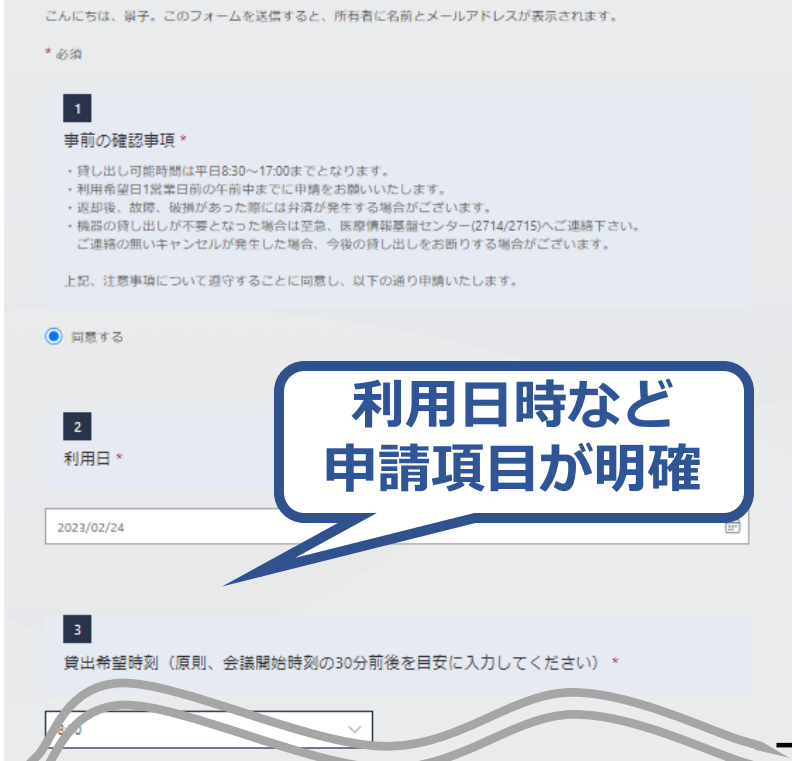 こんにちは、景子。このフォームを送信すると、所有者に名前とメールアドレスが表示されます。
* 必須
1
事前の確認事項 *
・貸し出し可能時間は平日8:30～17:00までとなります。
・利用希望日1営業日前の午前中までに申請をお願いいたします。
・返却後、故障、破損があった際には弁済が発生する場合がございます。
・機器の貸し出しが不要となった場合は至急、医療情報基盤センター(2714/2715)へご連絡下さい。
ご連絡の無いキャンセルが発生した場合、今後の貸し出しをお断りする場合がございます。
上記、注意事項について遵守することに同意し、以下の通り申請いたします。
同意する
利用日時など
申請項目が明確
2
利用日 *
2023/02/24
3
貸出希望時刻（原則、会議開始時刻の30分前後を目安に入力してください） *